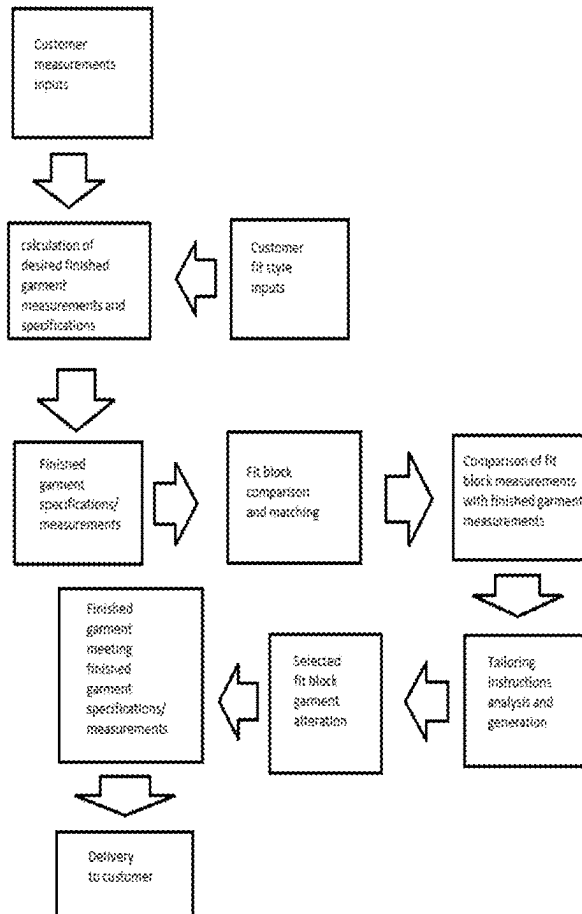 Customer
measurements
inputs
calculation of
desired finished
garment
measurements and
specifications
Customer
fit style
inputs
Finished
garment
specifications/
measurements
Fit block
comparison
and matching
Comparison of fit
block measurements
with finished garment
measurements
Finished
garment
meeting
finished
garment
specifications/
measurements
Selected
fit block
garment
alteration
Tailoring
instructions
analysis and
generation
Delivery
to customer